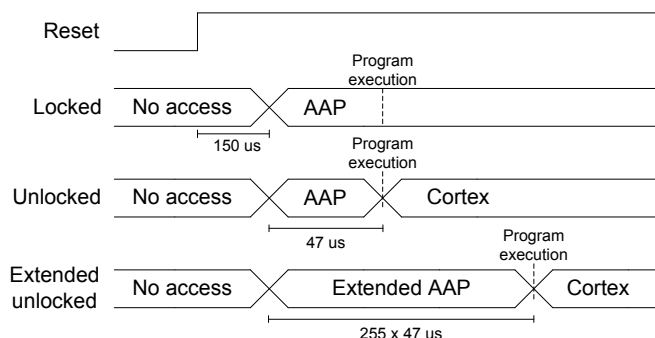 Reset
Program
execution
Locked
No access
AAP
150 us
Program
execution
Unlocked
No access
AAP
Cortex
47 us
Program
execution
Extended
unlocked
No access
Extended AAP
Cortex
255 x 47 us